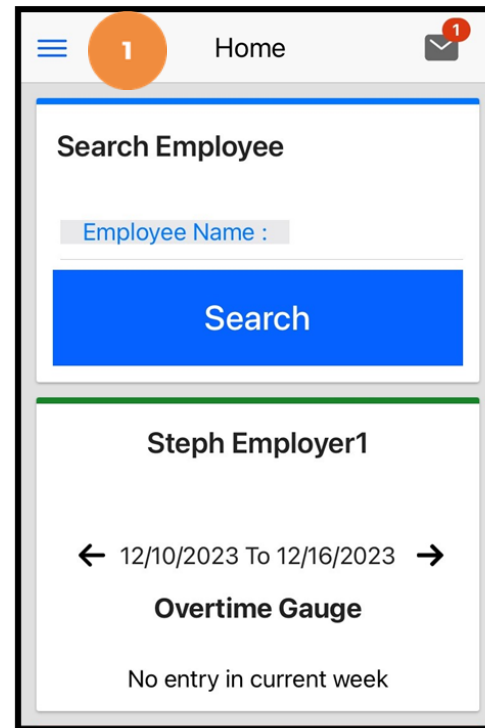 1
Home
1
Search Employee
Employee Name :
Search
Steph Employer1
12/10/2023 To 12/16/2023
Overtime Gauge
No entry in current week